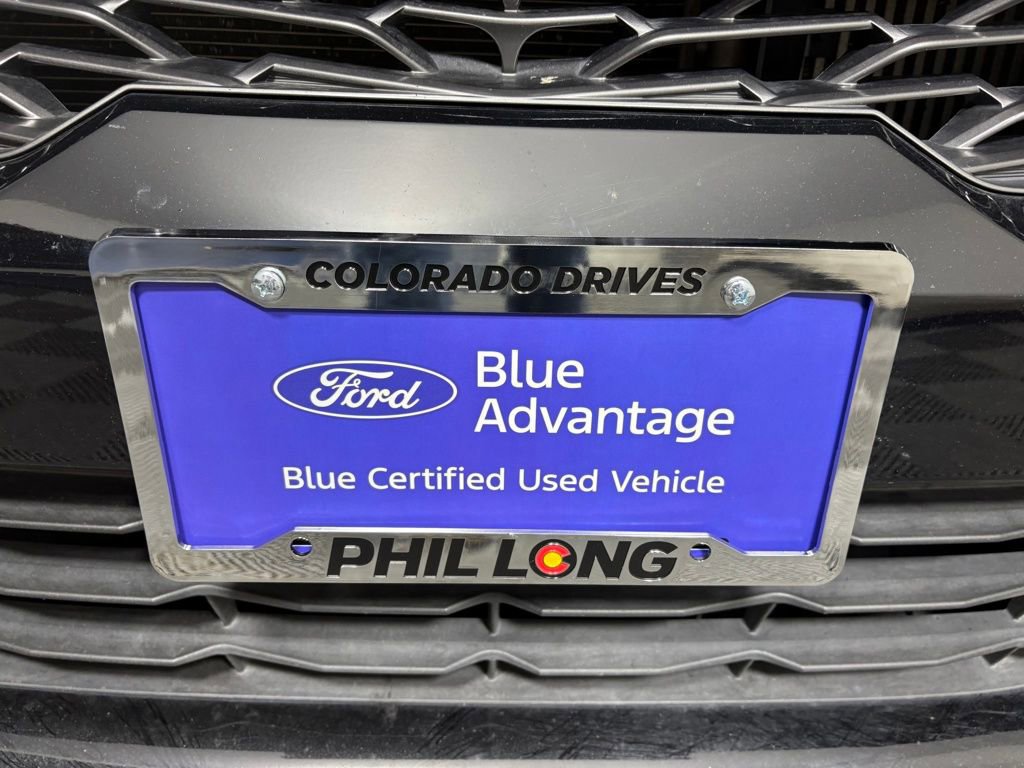 COLORADO DRIVES
Ford
Blue
Advantage
Blue Certified Used Vehicle
PHIL LONG